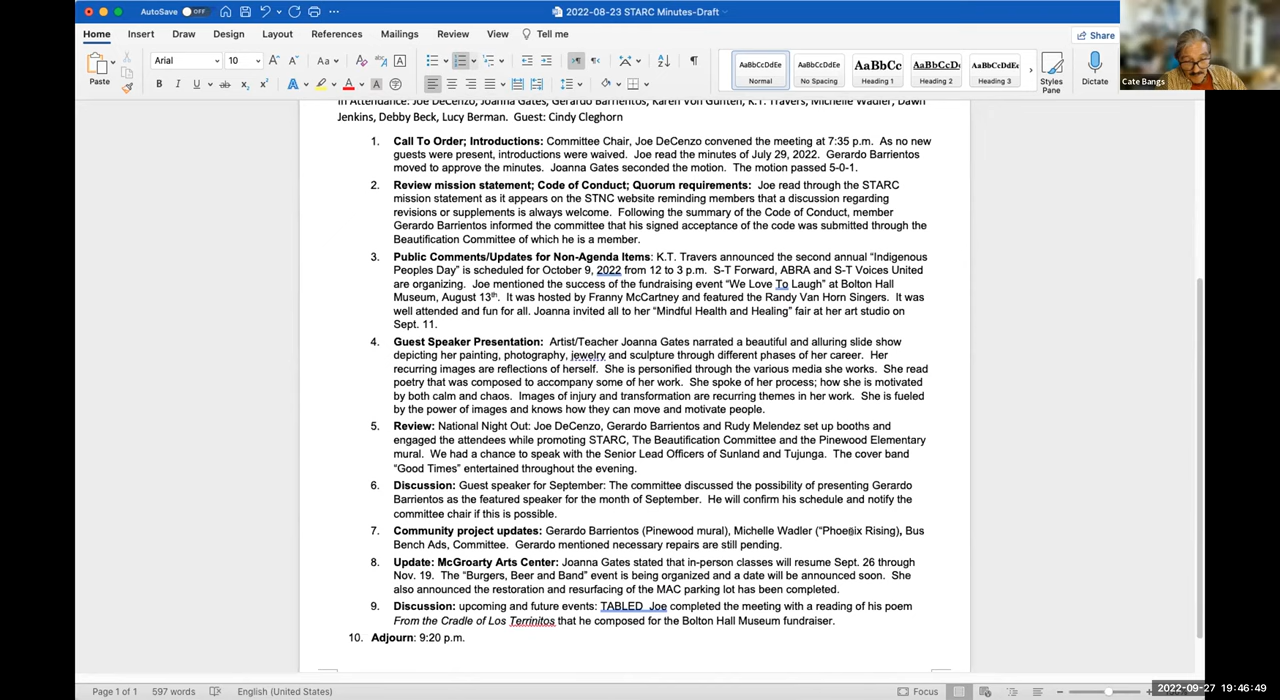 AutoSave OFF
2022-08-23 STARC Minutes-Draft
Home Insert Draw Design Layout References Mailings Review View Tell me Share
Paste Arial 10 AaBbCcDdEe Normal AaBbCcDdEe No Spacing AaBbCc Heading 1 AaBbCcDc Heading 2 AaBbCcDdEe Heading 3 Styles Pane Dictate
Cate Bangs
In Attendance: Joe DeCenzo, Joanna Gates, Gerardo Barrientos, Karen Von Gunten, K.T. Travers, Michelle Wadler, Dawn
Jenkins, Debby Beck, Lucy Berman. Guest: Cindy Cleghorn
1. Call To Order; Introductions: Committee Chair, Joe DeCenzo convened the meeting at 7:35 p.m. As no new
guests were present, introductions were waived. Joe read the minutes of July 29, 2022. Gerardo Barrientos
moved to approve the minutes. Joanna Gates seconded the motion. The motion passed 5-0-1.
2. Review mission statement; Code of Conduct; Quorum requirements: Joe read through the STARC
mission statement as it appears on the STNC website reminding members that a discussion regarding
revisions or supplements is always welcome. Following the summary of the Code of Conduct, member
Gerardo Barrientos informed the committee that his signed acceptance of the code was submitted through the
Beautification Committee of which he is a member.
3. Public Comments/Updates for Non-Agenda Items: K.T. Travers announced the second annual “Indigenous
Peoples Day” is scheduled for October 9, 2022 from 12 to 3 p.m. S-T Forward, ABRA and S-T Voices United
are organizing. Joe mentioned the success of the fundraising event “We Love To Laugh” at Bolton Hall
Museum, August 13th. It was hosted by Franny McCartney and featured the Randy Van Horn Singers. It was
well attended and fun for all. Joanna invited all to her “Mindful Health and Healing” fair at her art studio on
Sept. 11.
4. Guest Speaker Presentation: Artist/Teacher Joanna Gates narrated a beautiful and alluring slide show
depicting her painting, photography, jewelry and sculpture through different phases of her career. Her
recurring images are reflections of herself. She is personified through the various media she works. She read
poetry that was composed to accompany some of her work. She spoke of her process; how she is motivated
by both calm and chaos. Images of injury and transformation are recurring themes in her work. She is fueled
by the power of images and knows how they can move and motivate people.
5. Review: National Night Out: Joe DeCenzo, Gerardo Barrientos and Rudy Melendez set up booths and
engaged the attendees while promoting STARC, The Beautification Committee and the Pinewood Elementary
mural. We had a chance to speak with the Senior Lead Officers of Sunland and Tujunga. The cover band
“Good Times” entertained throughout the evening.
6. Discussion: Guest speaker for September: The committee discussed the possibility of presenting Gerardo
Barrientos as the featured speaker for the month of September. He will confirm his schedule and notify the
committee chair if this is possible.
7. Community project updates: Gerardo Barrientos (Pinewood mural), Michelle Wadler (“Phoenix Rising), Bus
Bench Ads, Committee. Gerardo mentioned necessary repairs are still pending.
8. Update: McGroarty Arts Center: Joanna Gates stated that in-person classes will resume Sept. 26 through
Nov. 19. The “Burgers, Beer and Band” event is being organized and a date will be announced soon. She
also announced the restoration and resurfacing of the MAC parking lot has been completed.
9. Discussion: upcoming and future events: TABLED Joe completed the meeting with a reading of his poem
From the Cradle of Los Terrinitos that he composed for the Bolton Hall Museum fundraiser.
10. Adjourn: 9:20 p.m.
Page 1 of 1 597 words English (United States) Focus
2022-09-27 19:46:49